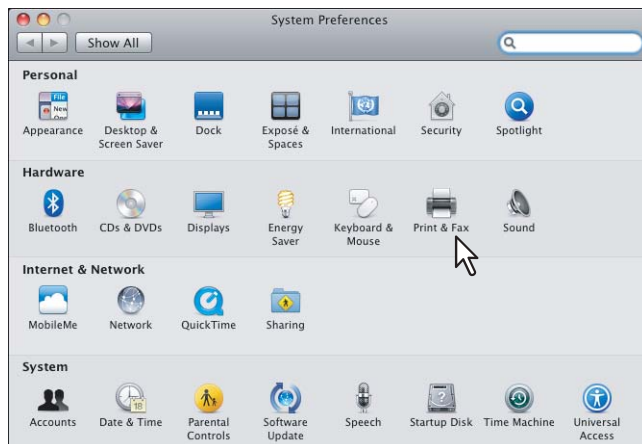 System Preferences
Show All
Personal
Appearance
Desktop &
Screen Saver
Dock
Exposé &
Spaces
International
Security
Spotlight
Hardware
Bluetooth
CDs & DVDs
Displays
Energy
Saver
Keyboard &
Mouse
Print & Fax
Sound
Internet & Network
MobileMe
Network
QuickTime
Sharing
System
Accounts
Date & Time
Parental
Controls
Software
Update
Speech
Startup Disk
Time Machine
Universal
Access